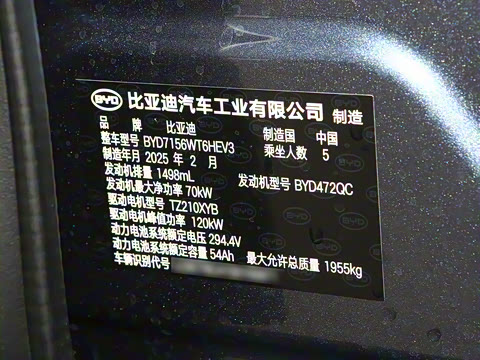 BYD 比亚迪汽车工业有限公司 制造
品 牌 比亚迪 制造国 中国
整车型号 BYD7156WT6HEV3 乘坐人数 5
制造年月 2025 年 2 月
发动机排量 1498mL 发动机型号 BYD472QC
发动机最大净功率 70kW
驱动电机型号 TZ210XYB
驱动电机峰值功率 120kW
动力电池系统额定电压 294.4V
动力电池系统额定容量 54Ah 最大允许总质量 1955kg
车辆识别代号